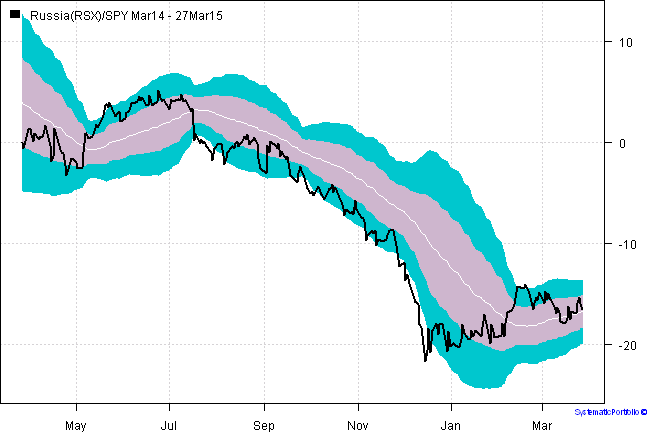 Russia(RSX)/SPY Mar14 - 27Mar15
10
0
-10
-20
May Jul Sep Nov Jan Mar
SystematicPortfolio ©